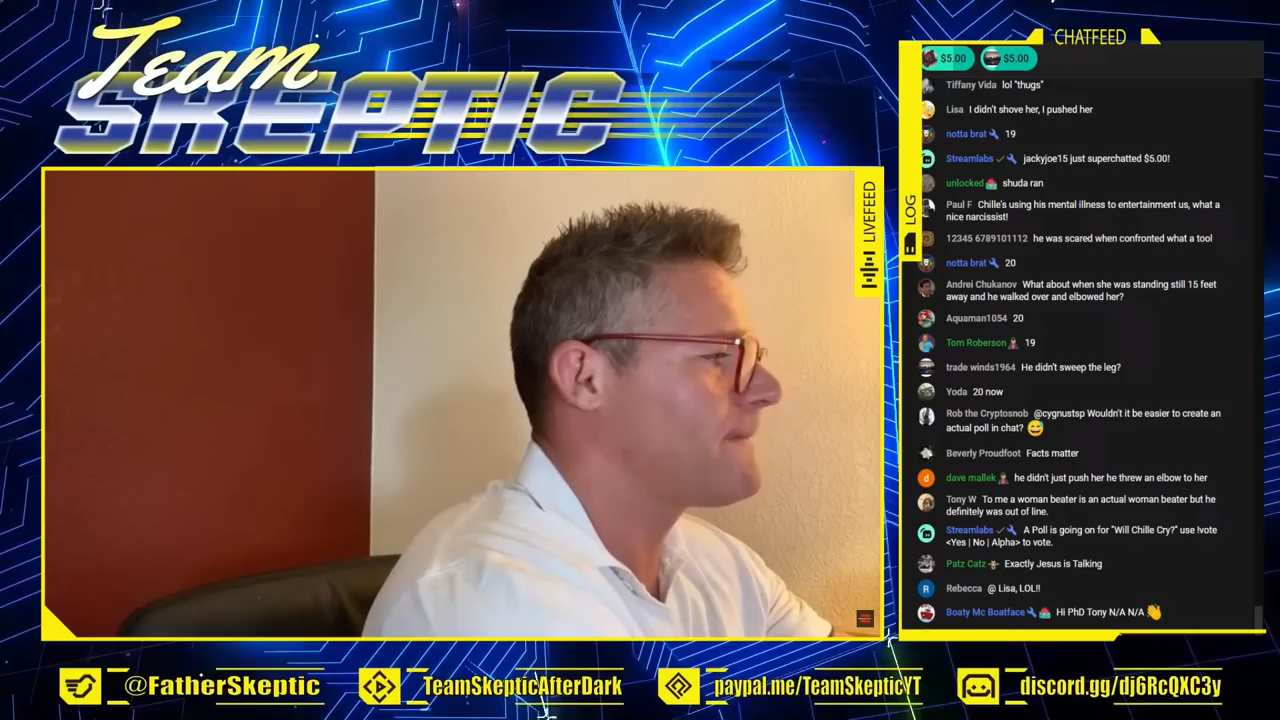 Team
SKEPTIC
CHATFEED
$5.00 $5.00
Tiffany Vida lol "thugs"
Lisa I didn't shove her, I pushed her
notta brat 19
Streamlabs jackyjoe15 just superchatted $5.00!
unlocked shuda ran
Paul F Chille's using his mental illness to entertainment us, what a
nice narcissist!
12345 6789101112 he was scared when confronted what a tool
notta brat 20
Andrei Chukanov What about when she was standing still 15 feet
away and he walked over and elbowed her?
Aquaman1054 20
Tom Roberson 19
trade winds1964 He didn't sweep the leg?
Yoda 20 now
Rob the Cryptosnob @cygnustsp Wouldn't it be easier to create an
actual poll in chat? 😅
Beverly Proudfoot Facts matter
d dave mallek he didn't just push her he threw an elbow to her
Tony W To me a woman beater is an actual woman beater but he
definitely was out of line.
Streamlabs A Poll is going on for "Will Chille Cry?" use !vote
<Yes | No | Alpha> to vote.
Patz Catz Exactly Jesus is Talking
R Rebecca @ Lisa, LOL!!
Boaty Mc Boatface Hi PhD Tony N/A N/A 👋
LIVEFEED
LOG
@FatherSkeptic
TeamSkepticAfterDark
paypal.me/TeamSkepticYT
discord.gg/dj6RcQXC3y